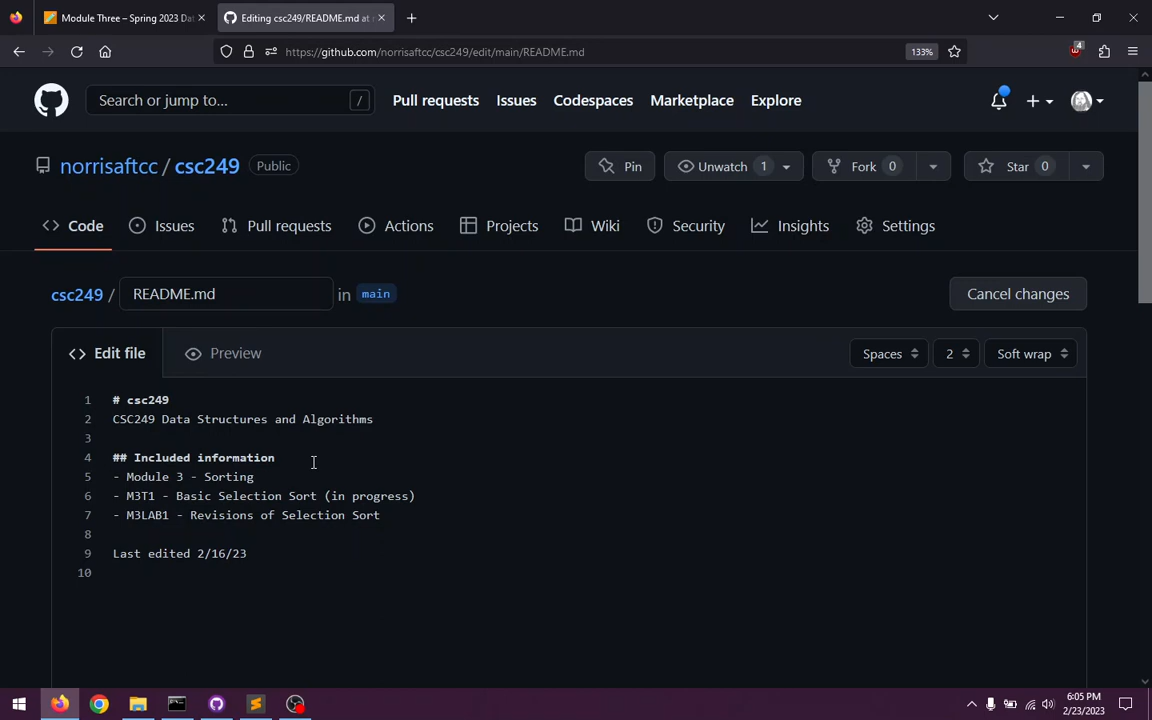 Module Three – Spring 2023 Dat
Editing csc249/README.md at r
https://github.com/norrisaftcc/csc249/edit/main/README.md
133%
4
Search or jump to...
/
Pull requests
Issues
Codespaces
Marketplace
Explore
norrisaftcc / csc249
Public
Pin
Unwatch 1
Fork 0
Star 0
Code
Issues
Pull requests
Actions
Projects
Wiki
Security
Insights
Settings
csc249 / README.md in main
Cancel changes
Edit file
Preview
Spaces
2
Soft wrap
1 # csc249
2 CSC249 Data Structures and Algorithms
3
4 ## Included information
5 - Module 3 - Sorting
6 - M3T1 - Basic Selection Sort (in progress)
7 - M3LAB1 - Revisions of Selection Sort
8
9 Last edited 2/16/23
10
6:05 PM
2/23/2023